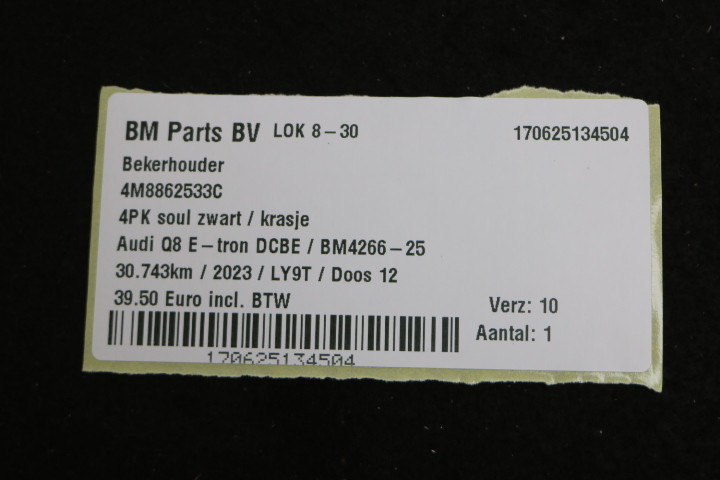 BM Parts BV LOK 8-30 170625134504
Bekerhouder
4M8862533C
4PK soul zwart / krasje
Audi Q8 E-tron DCBE / BM4266-25
30.743km / 2023 / LY9T / Doos 12
39.50 Euro incl. BTW Verz: 10
Aantal: 1
170625134504